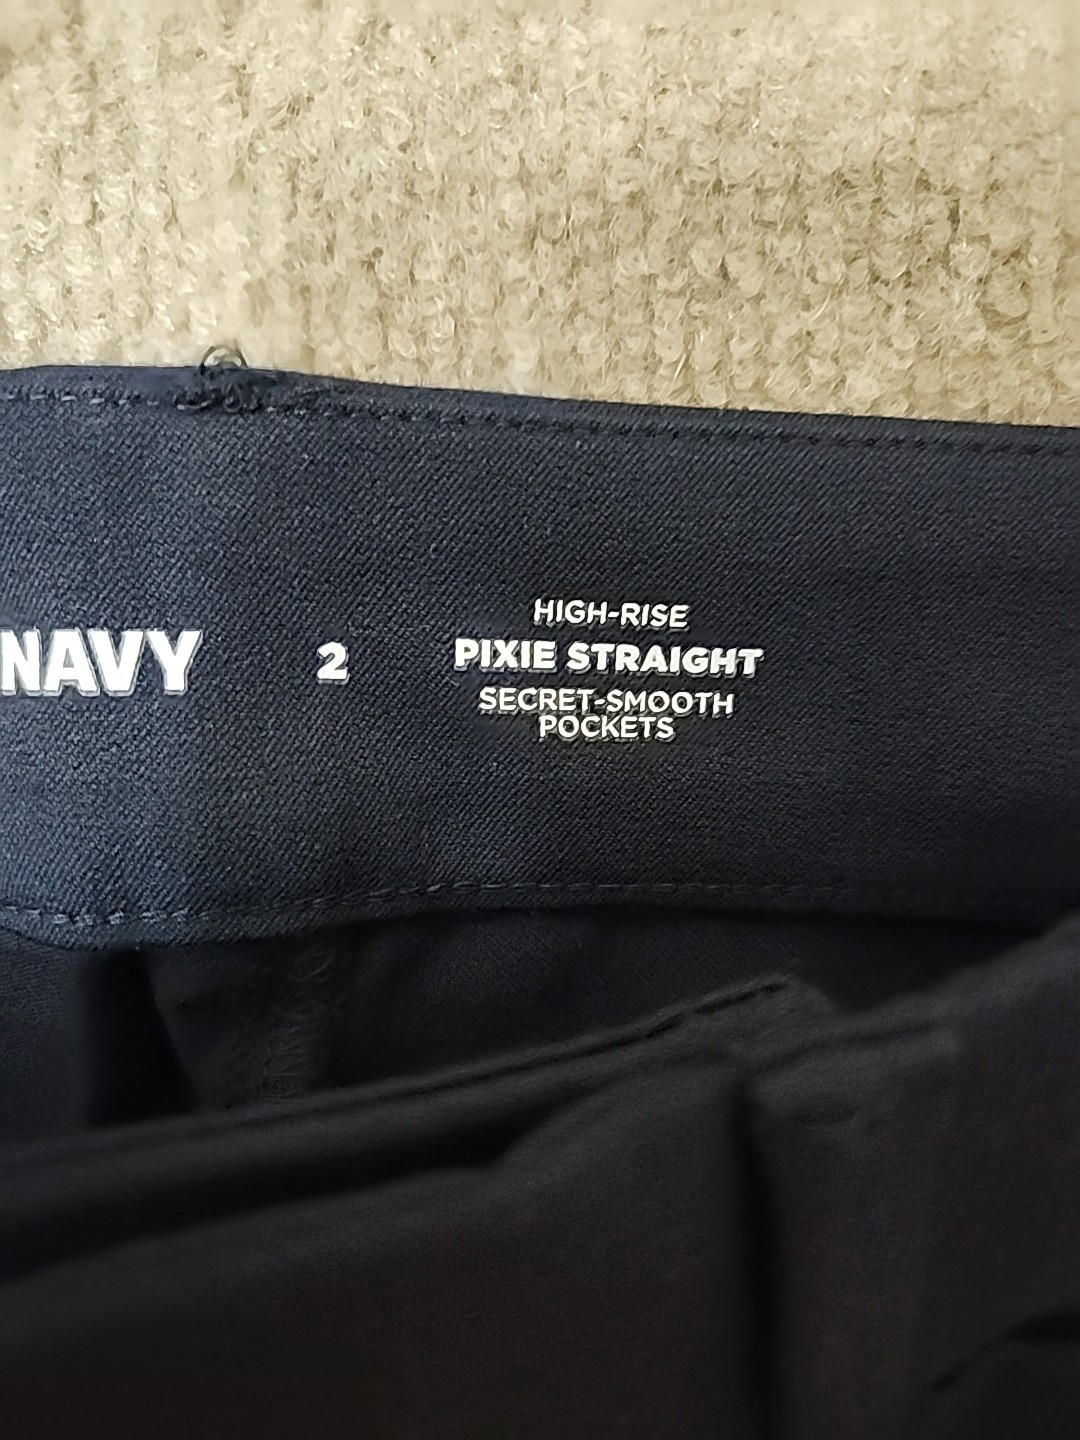 NAVY
2
HIGH-RISE
PIXIE STRAIGHT
SECRET-SMOOTH
POCKETS